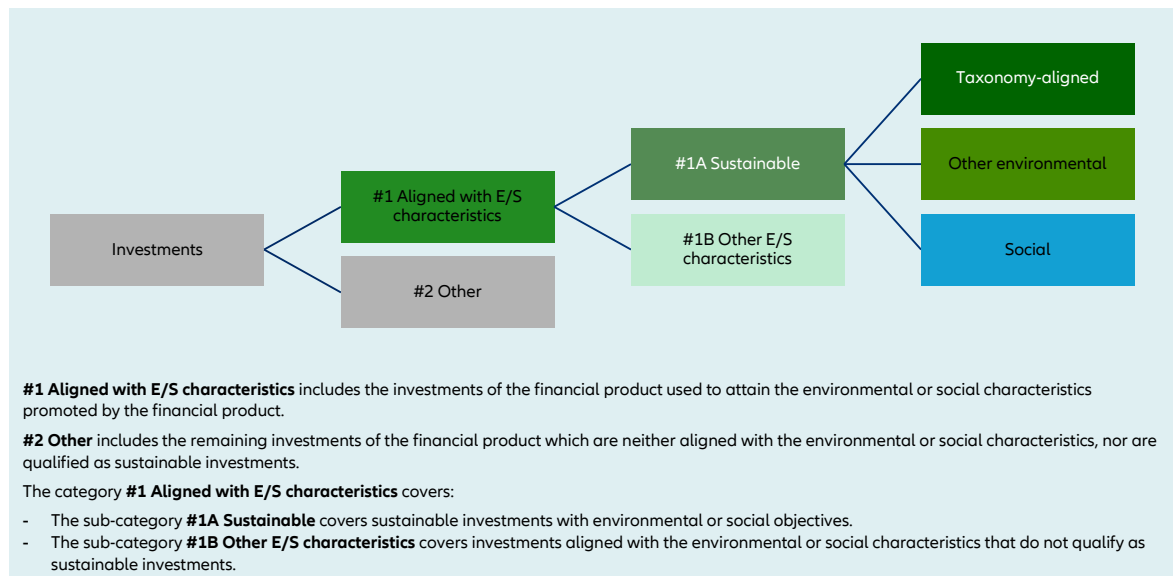 Taxonomy-aligned
#1A Sustainable
Other environmental
#1 Aligned with E/S
characteristics
Investments
#1B Other E/S
characteristics
Social
#2 Other
#1 Aligned with E/S characteristics includes the investments of the financial product used to attain the environmental or social characteristics
promoted by the financial product.
#2 Other includes the remaining investments of the financial product which are neither aligned with the environmental or social characteristics, nor are
qualified as sustainable investments.
The category #1 Aligned with E/S characteristics covers:
- The sub-category #1A Sustainable covers sustainable investments with environmental or social objectives.
- The sub-category #1B Other E/S characteristics covers investments aligned with the environmental or social characteristics that do not qualify as
sustainable investments.